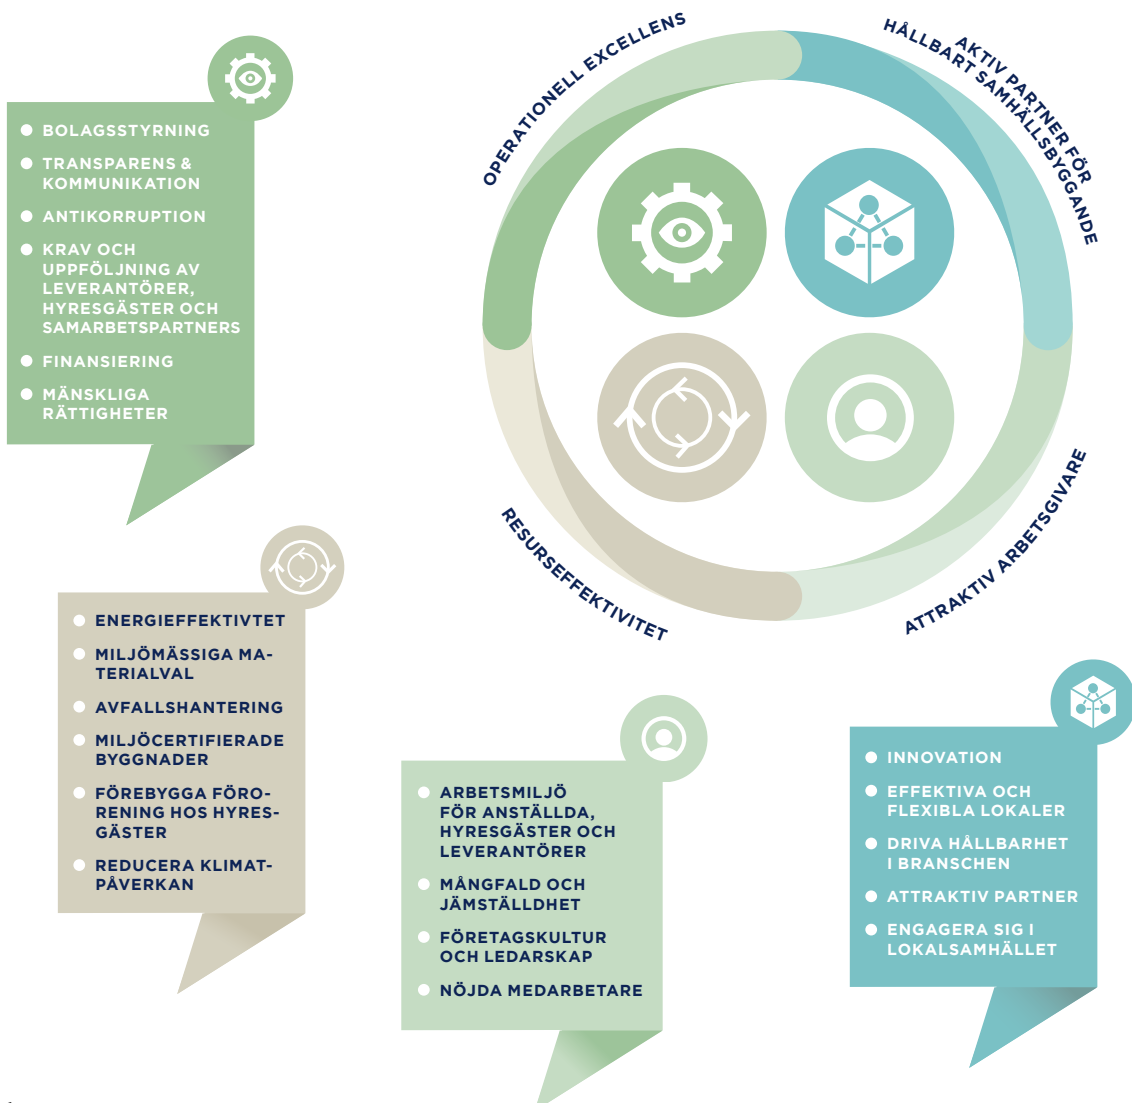 OPERATIONELL EXCELLENS
AKTIV PARTNER FÖR
HÅLLBART SAMHÄLLSBYGGANDE
RESURSEFFEKTIVITET
ATTRAKTIV ARBETSGIVARE
BOLAGSSTYRNING
TRANSPARENS &
KOMMUNIKATION
ANTIKORRUPTION
KRAV OCH
UPPFÖLJNING AV
LEVERANTÖRER,
HYRESGÄSTER OCH
SAMARBETSPARTNERS
FINANSIERING
MÄNSKLIGA
RÄTTIGHETER
ENERGIEFFEKTIVTET
MILJÖMÄSSIGA MA-
TERIALVAL
AVFALLSHANTERING
MILJÖCERTIFIERADE
BYGGNADER
FÖREBYGGA FÖRO-
RENING HOS HYRES-
GÄSTER
REDUCERA KLIMAT-
PÅVERKAN
ARBETSMILJÖ
FÖR ANSTÄLLDA,
HYRESGÄSTER OCH
LEVERANTÖRER
MÅNGFALD OCH
JÄMSTÄLLDHET
FÖRETAGSKULTUR
OCH LEDARSKAP
NÖJDA MEDARBETARE
INNOVATION
EFFEKTIVA OCH
FLEXIBLA LOKALER
DRIVA HÅLLBARHET
I BRANSCHEN
ATTRAKTIV PARTNER
ENGAGERA SIG I
LOKALSAMHÄLLET